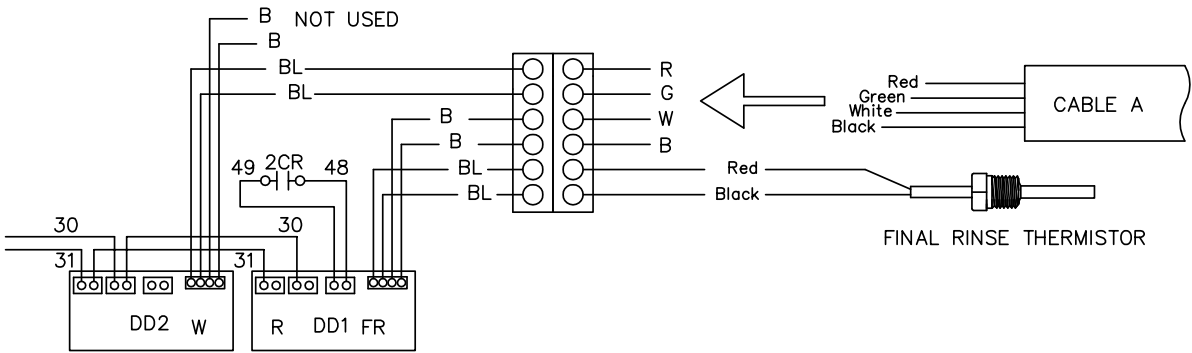 B NOT USED
B
BL
BL
B
B
BL
BL
R
G
W
B
Red
Black
Red
Green
White
Black
CABLE A
FINAL RINSE THERMISTOR
49 2CR 48
30
31
30
31
DD2 W
R DD1 FR